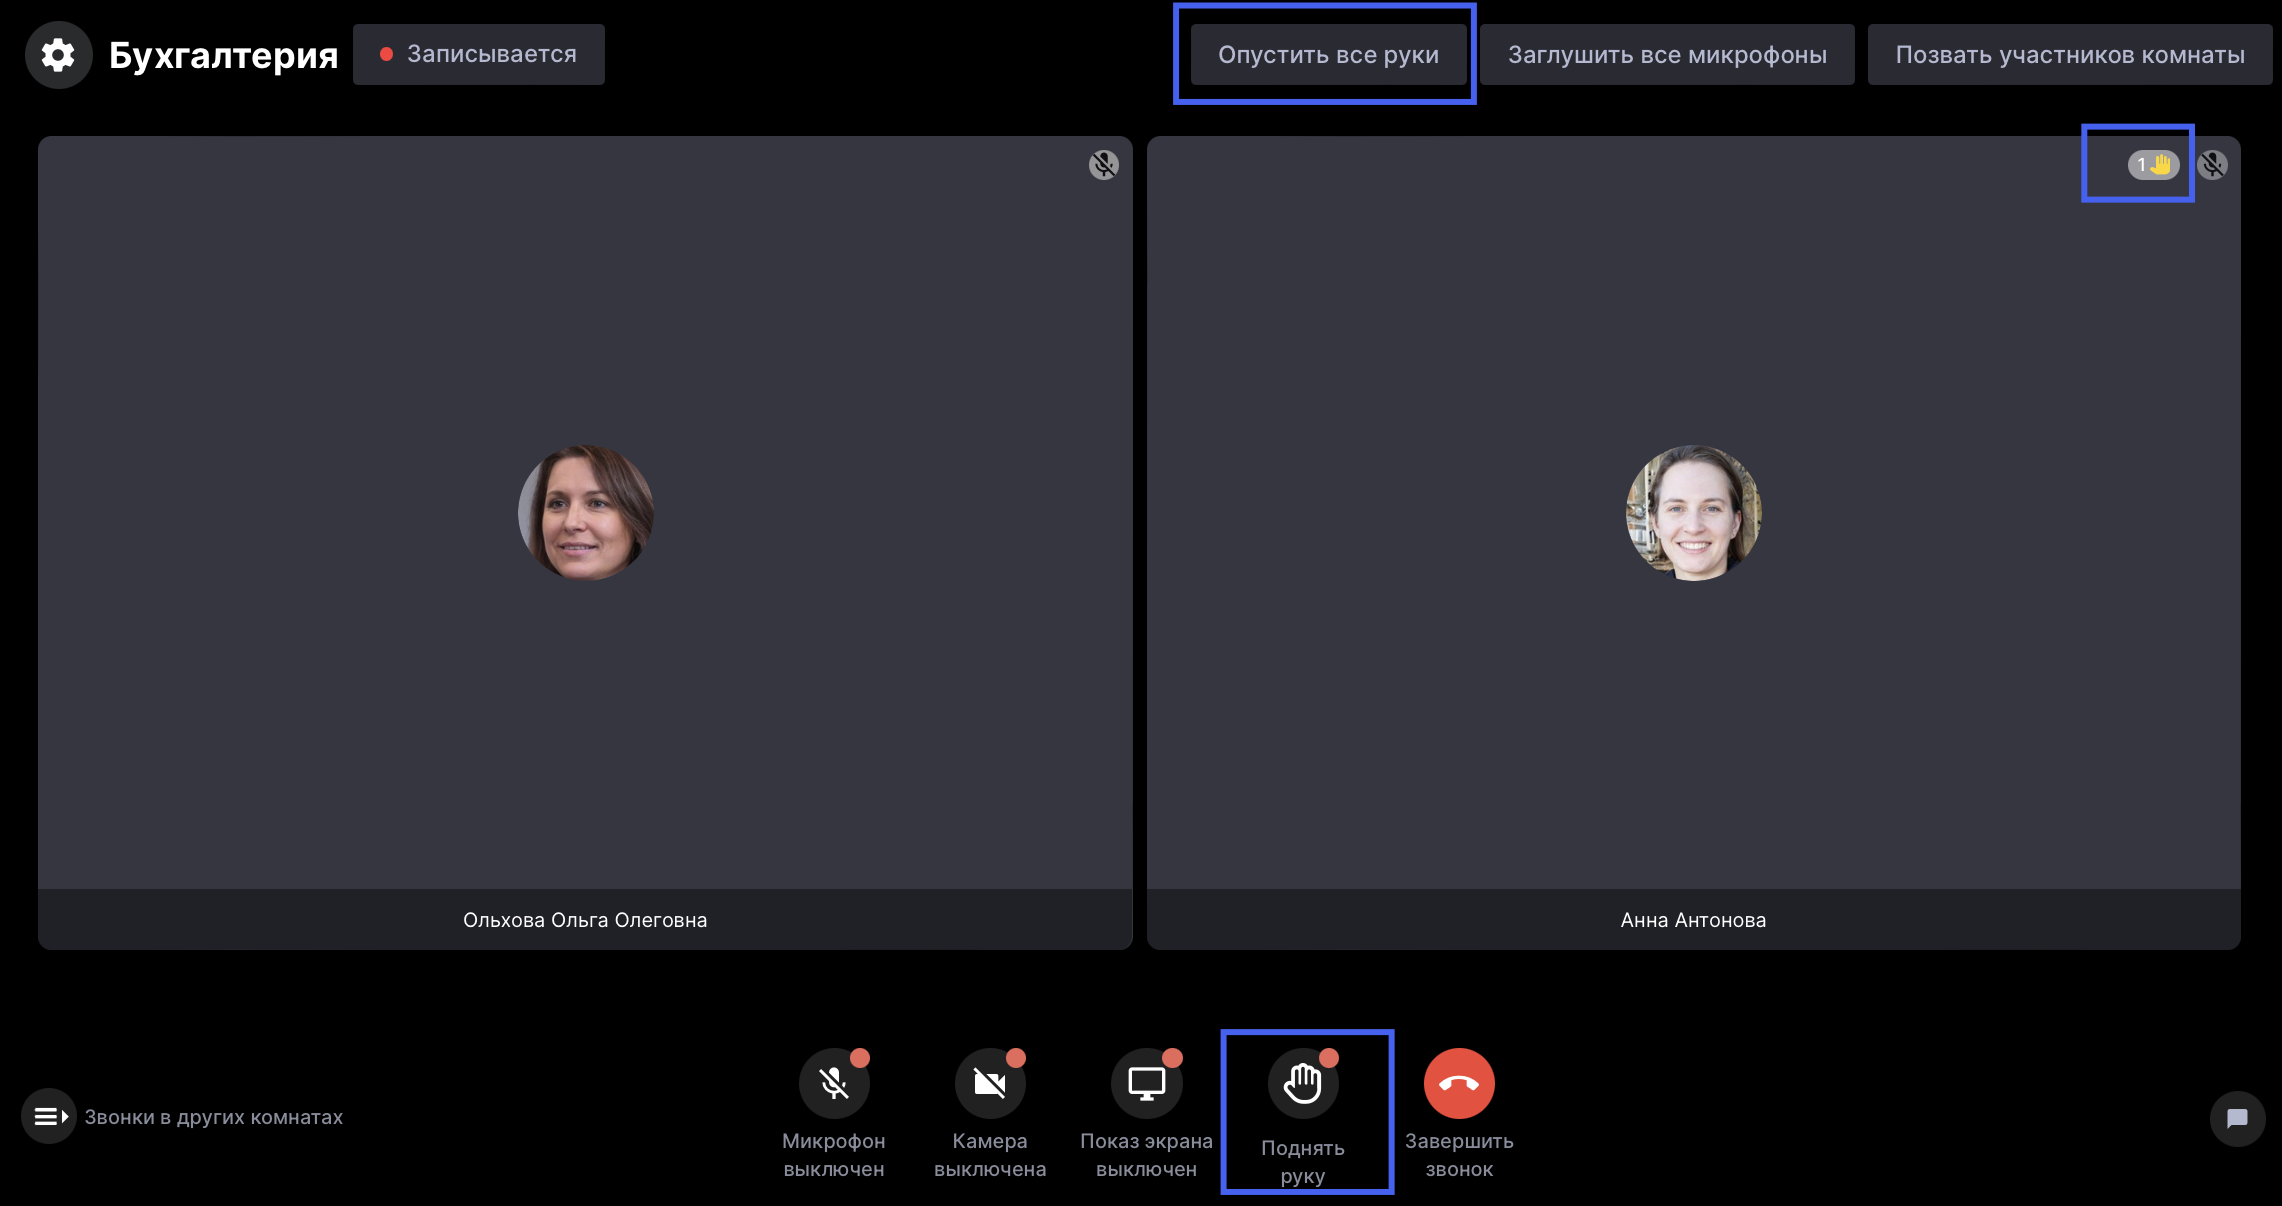 Бухгалтерия
Записывается
Опустить все руки
Заглушить все микрофоны
Позвать участников комнаты
1
Ольхова Ольга Олеговна
Анна Антонова
Звонки в других комнатах
Микрофон
выключен
Камера
выключена
Показ экрана
выключен
Поднять
руку
Завершить
звонок